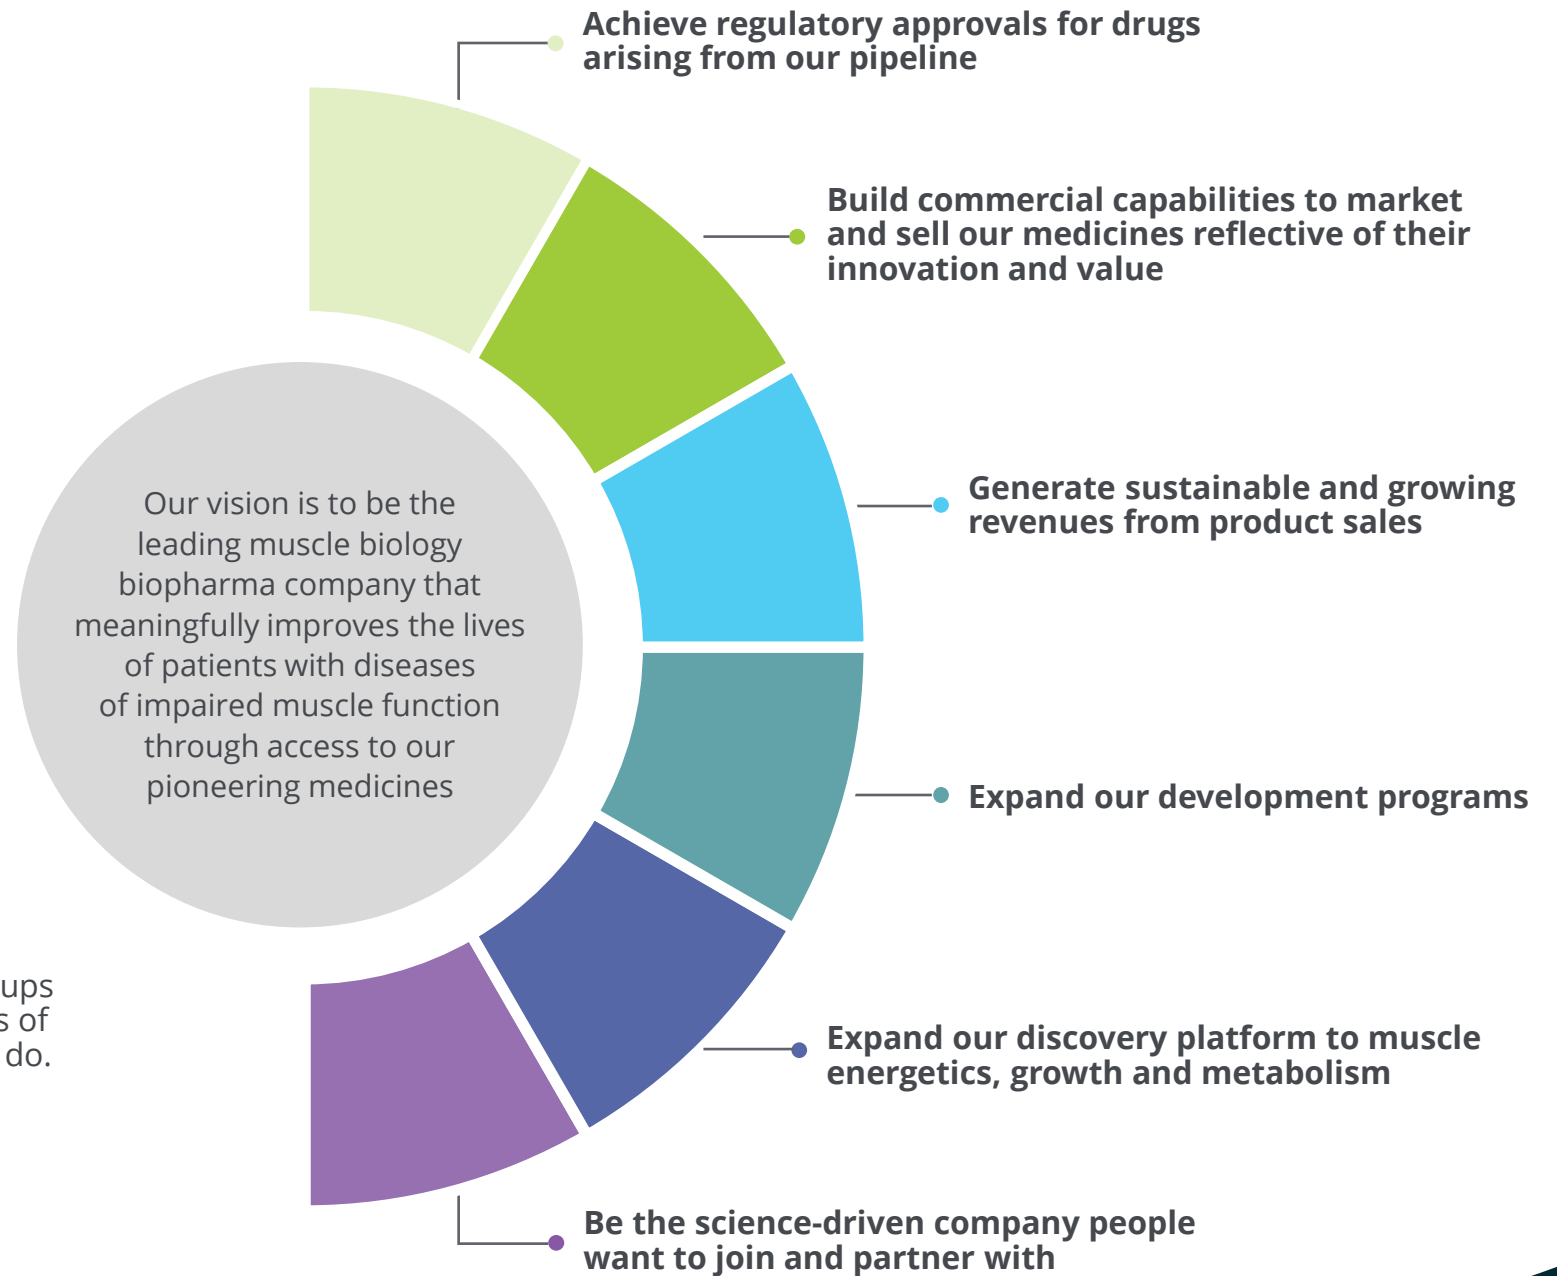 Achieve regulatory approvals for drugs
arising from our pipeline
Build commercial capabilities to market
and sell our medicines reflective of their
innovation and value
Generate sustainable and growing
revenues from product sales
Our vision is to be the
leading muscle biology
biopharma company that
meaningfully improves the lives
of patients with diseases
of impaired muscle function
through access to our
pioneering medicines
Expand our development programs
of
do.
Expand our discovery platform to muscle
energetics, growth and metabolism
Be the science-driven company people
want to join and partner with